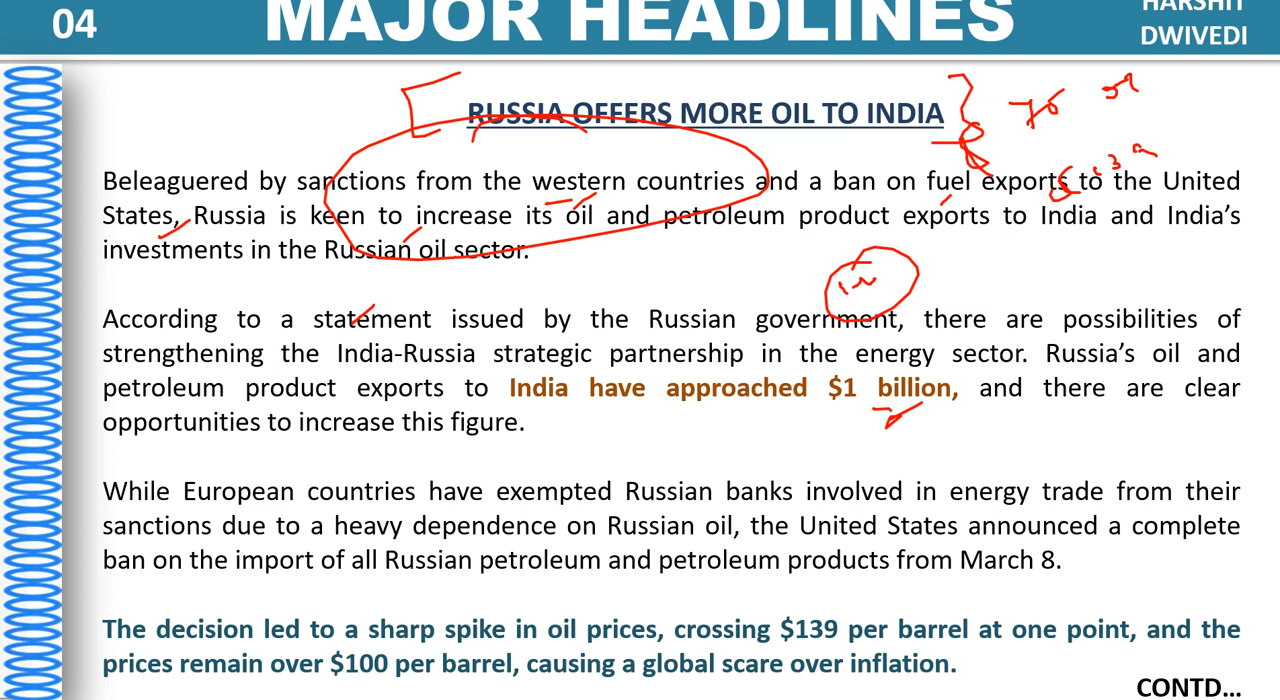 04
MAJOR HEADLINES
HARSHIT
DWIVEDI
RUSSIA OFFERS MORE OIL TO INDIA
Beleaguered by sanctions from the western countries and a ban on fuel exports to the United
States, Russia is keen to increase its oil and petroleum product exports to India and India’s
investments in the Russian oil sector.
According to a statement issued by the Russian government, there are possibilities of
strengthening the India-Russia strategic partnership in the energy sector. Russia’s oil and
petroleum product exports to India have approached $1 billion, and there are clear
opportunities to increase this figure.
While European countries have exempted Russian banks involved in energy trade from their
sanctions due to a heavy dependence on Russian oil, the United States announced a complete
ban on the import of all Russian petroleum and petroleum products from March 8.
The decision led to a sharp spike in oil prices, crossing $139 per barrel at one point, and the
prices remain over $100 per barrel, causing a global scare over inflation.
CONTD...